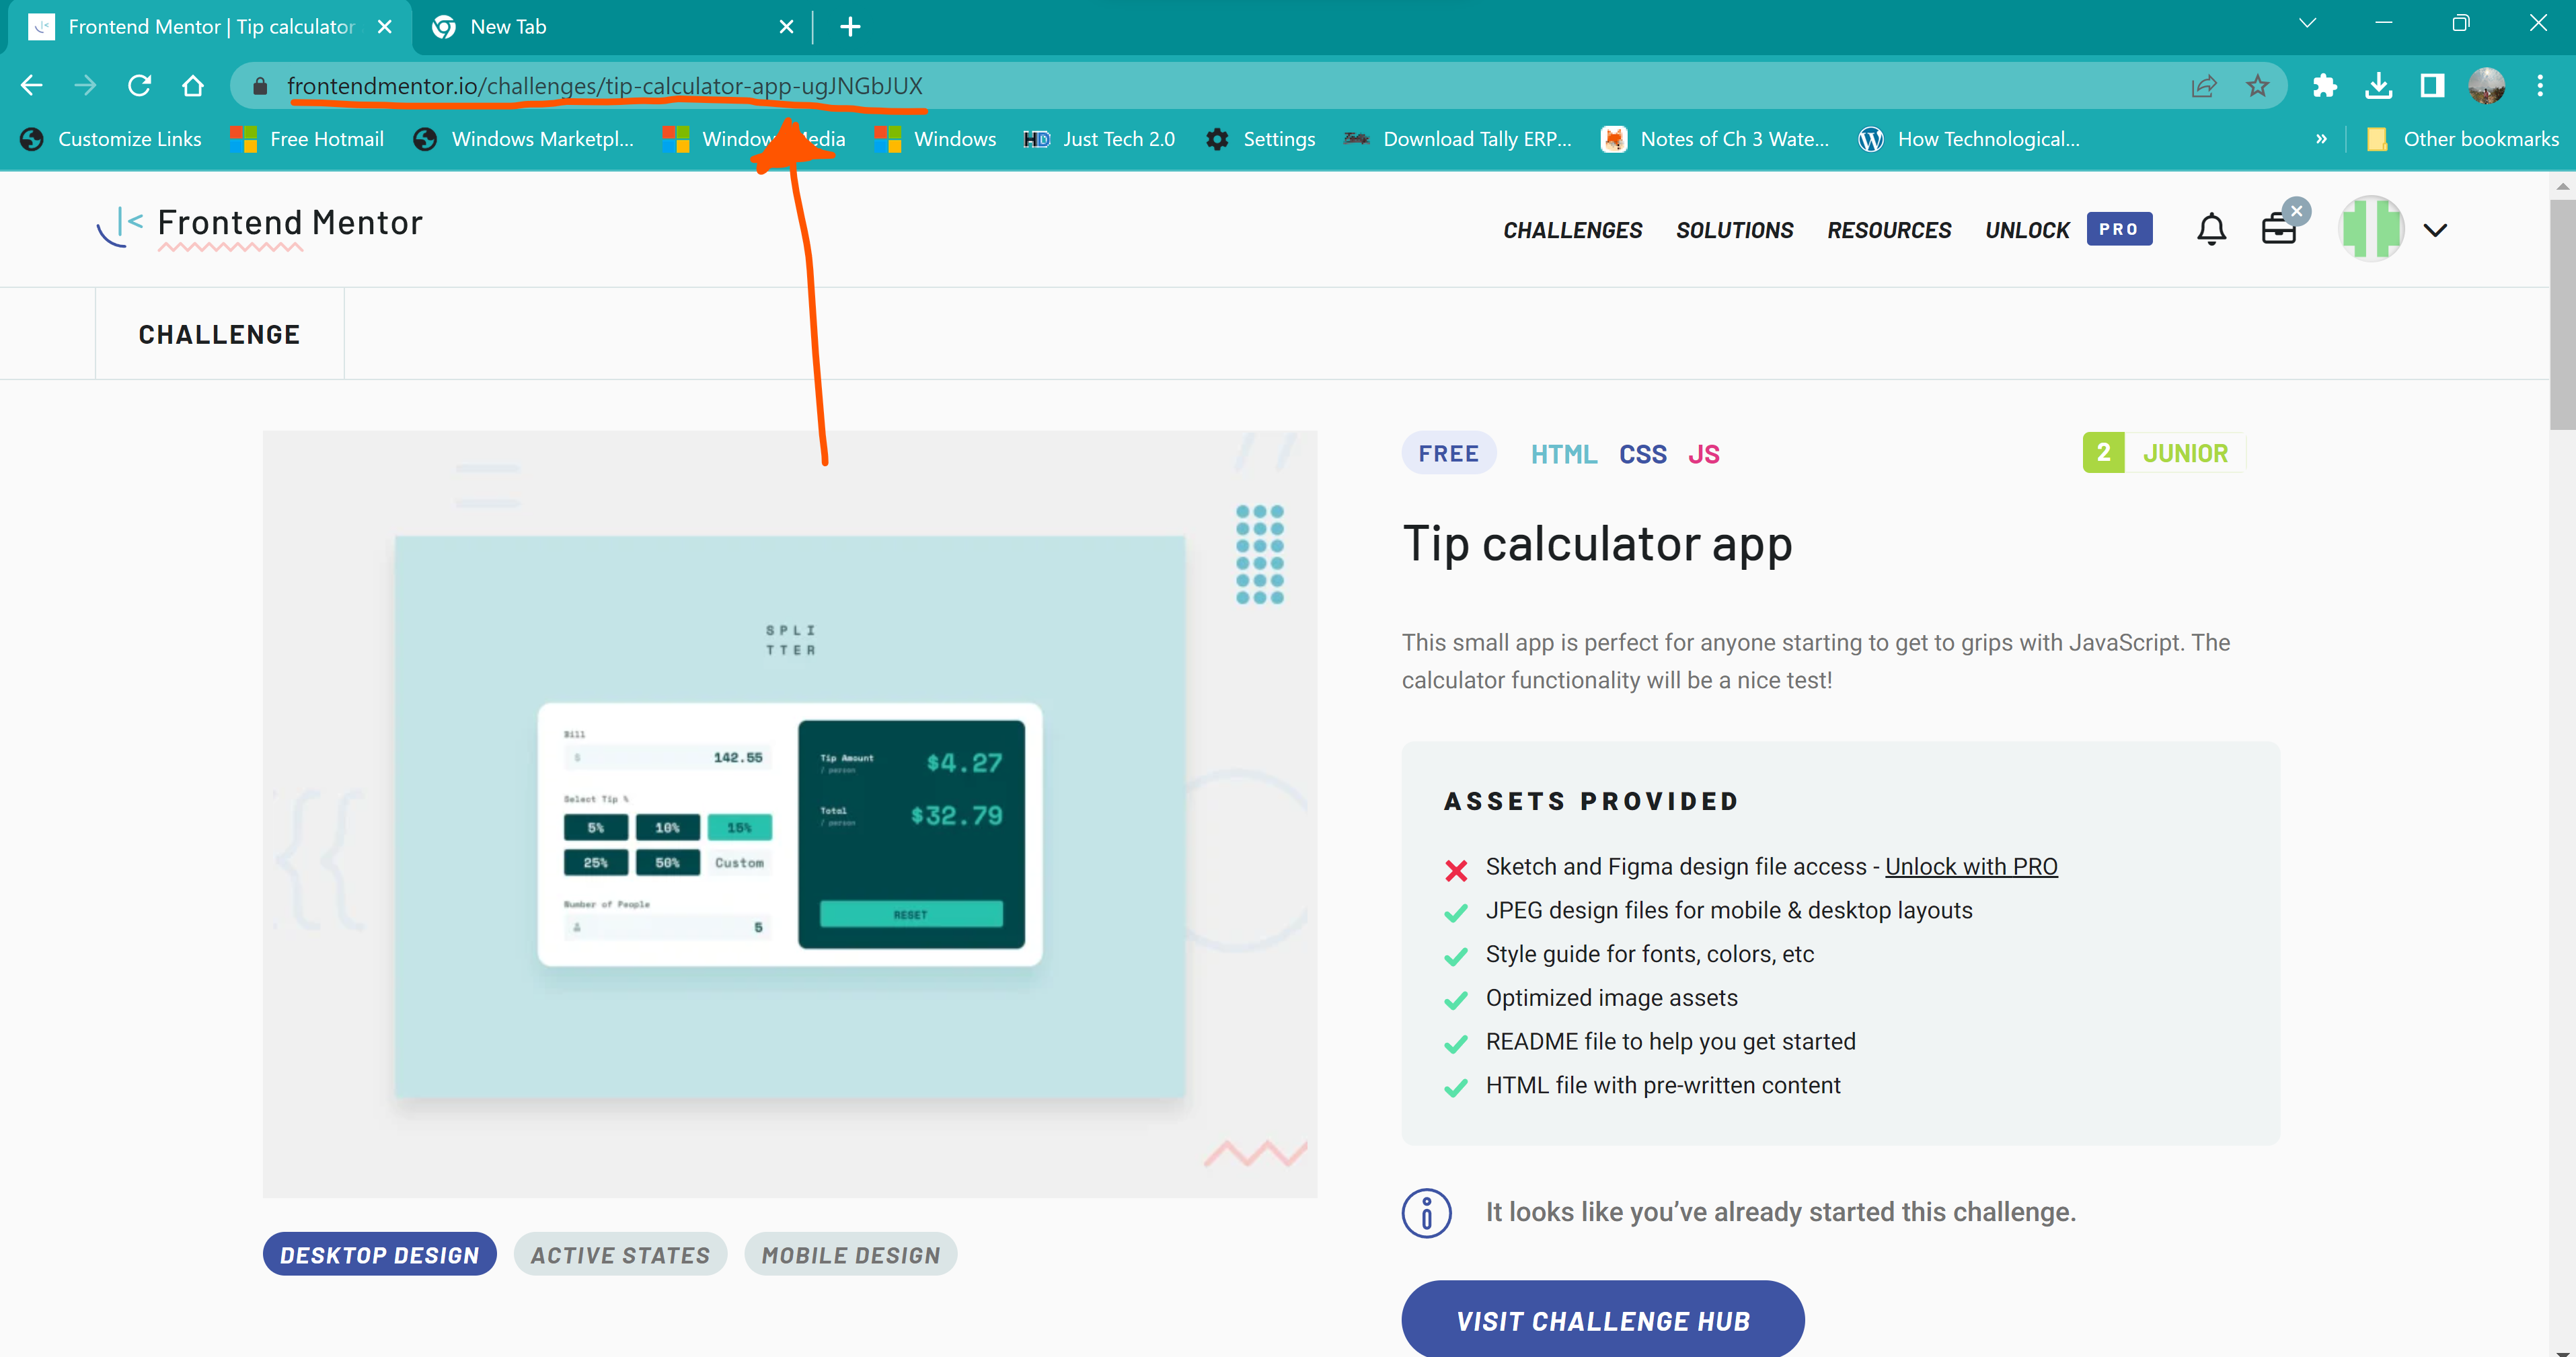 Frontend Mentor | Tip calculator
New Tab
frontendmentor.io/challenges/tip-calculator-app-ugJNGbJUX
Customize Links
Free Hotmail
Windows Marketpl...
Windows Media
Windows
HD Just Tech 2.0
Settings
Download Tally ERP...
Notes of Ch 3 Wate...
How Technological...
»
Other bookmarks
Frontend Mentor
CHALLENGES
SOLUTIONS
RESOURCES
UNLOCK PRO
CHALLENGE
SPLI
TTER
Bill
$ 142.55
Select Tip %
5% 10% 15%
25% 50% Custom
Number of People
5
Tip Amount
/ person
$4.27
Total
/ person
$32.79
RESET
DESKTOP DESIGN
ACTIVE STATES
MOBILE DESIGN
FREE HTML CSS JS
2 JUNIOR
Tip calculator app
This small app is perfect for anyone starting to get to grips with JavaScript. The
calculator functionality will be a nice test!
ASSETS PROVIDED
Sketch and Figma design file access - Unlock with PRO
JPEG design files for mobile & desktop layouts
Style guide for fonts, colors, etc
Optimized image assets
README file to help you get started
HTML file with pre-written content
It looks like you’ve already started this challenge.
VISIT CHALLENGE HUB